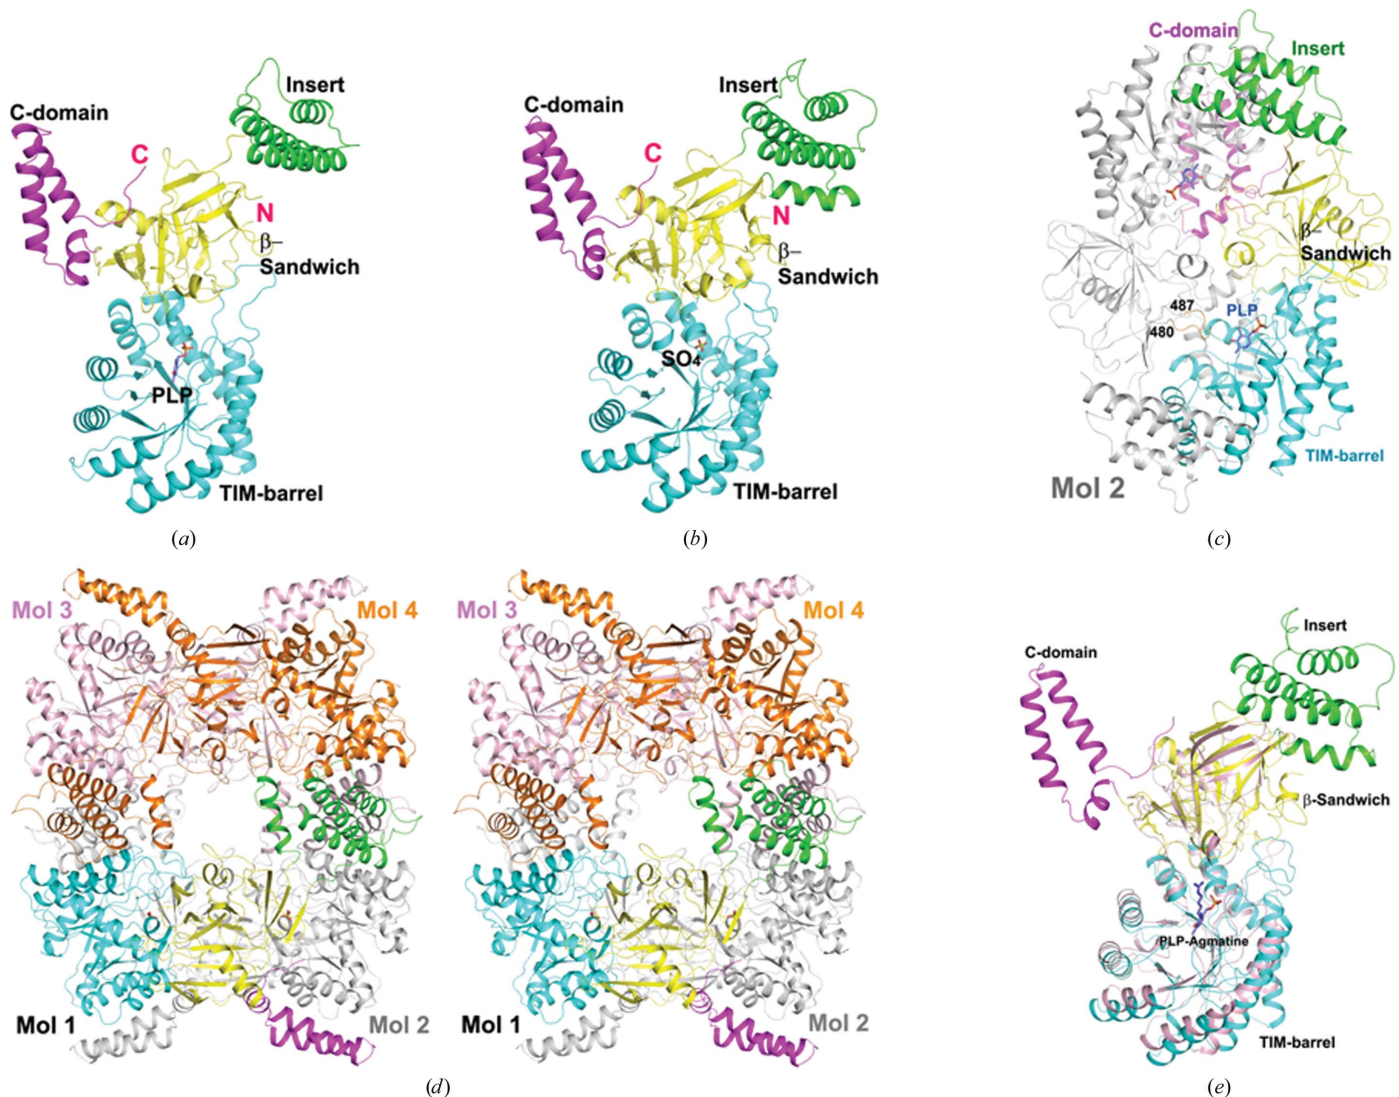 Insert
C-domain
C
N
β–
Sandwich
PLP
TIM-barrel
(a)
Insert
C-domain
C
N
β–
Sandwich
SO4
TIM-barrel
(b)
C-domain
Insert
β–
Sandwich
487
PLP
480
TIM-barrel
Mol 2
(c)
Mol 3
Mol 4
Mol 3
Mol 4
Mol 1
Mol 2
Mol 1
Mol 2
(d)
Insert
C-domain
β-Sandwich
PLP-Agmatine
TIM-barrel
(e)